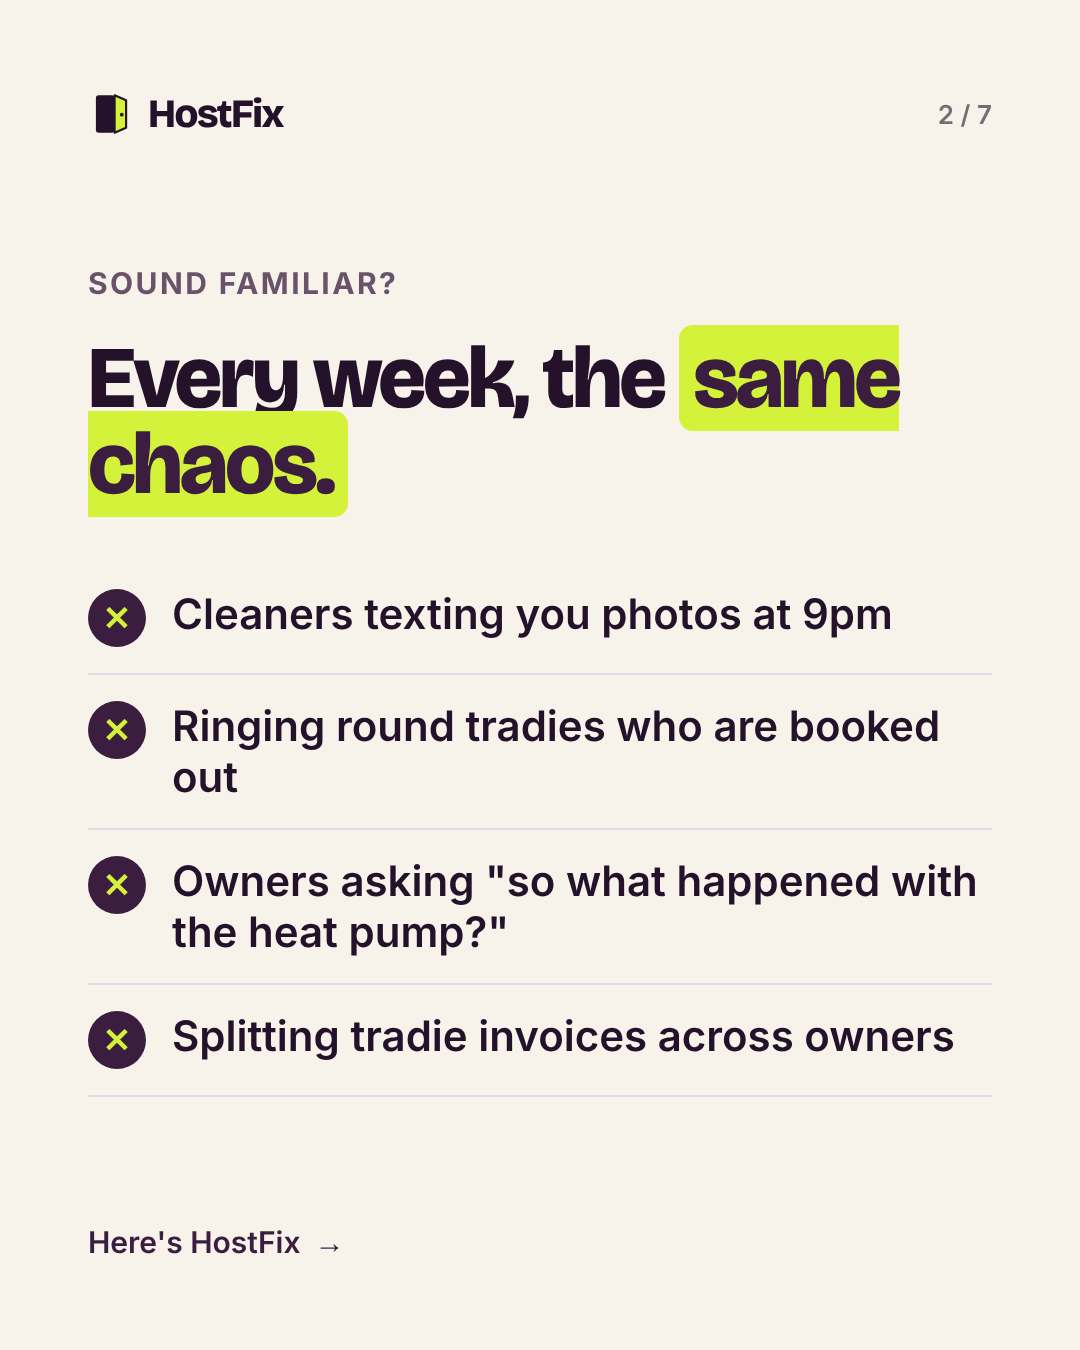 HostFix
2 / 7
SOUND FAMILIAR?
Every week, the same
chaos.
Cleaners texting you photos at 9pm
Ringing round tradies who are booked
out
Owners asking "so what happened with
the heat pump?"
Splitting tradie invoices across owners
Here's HostFix →